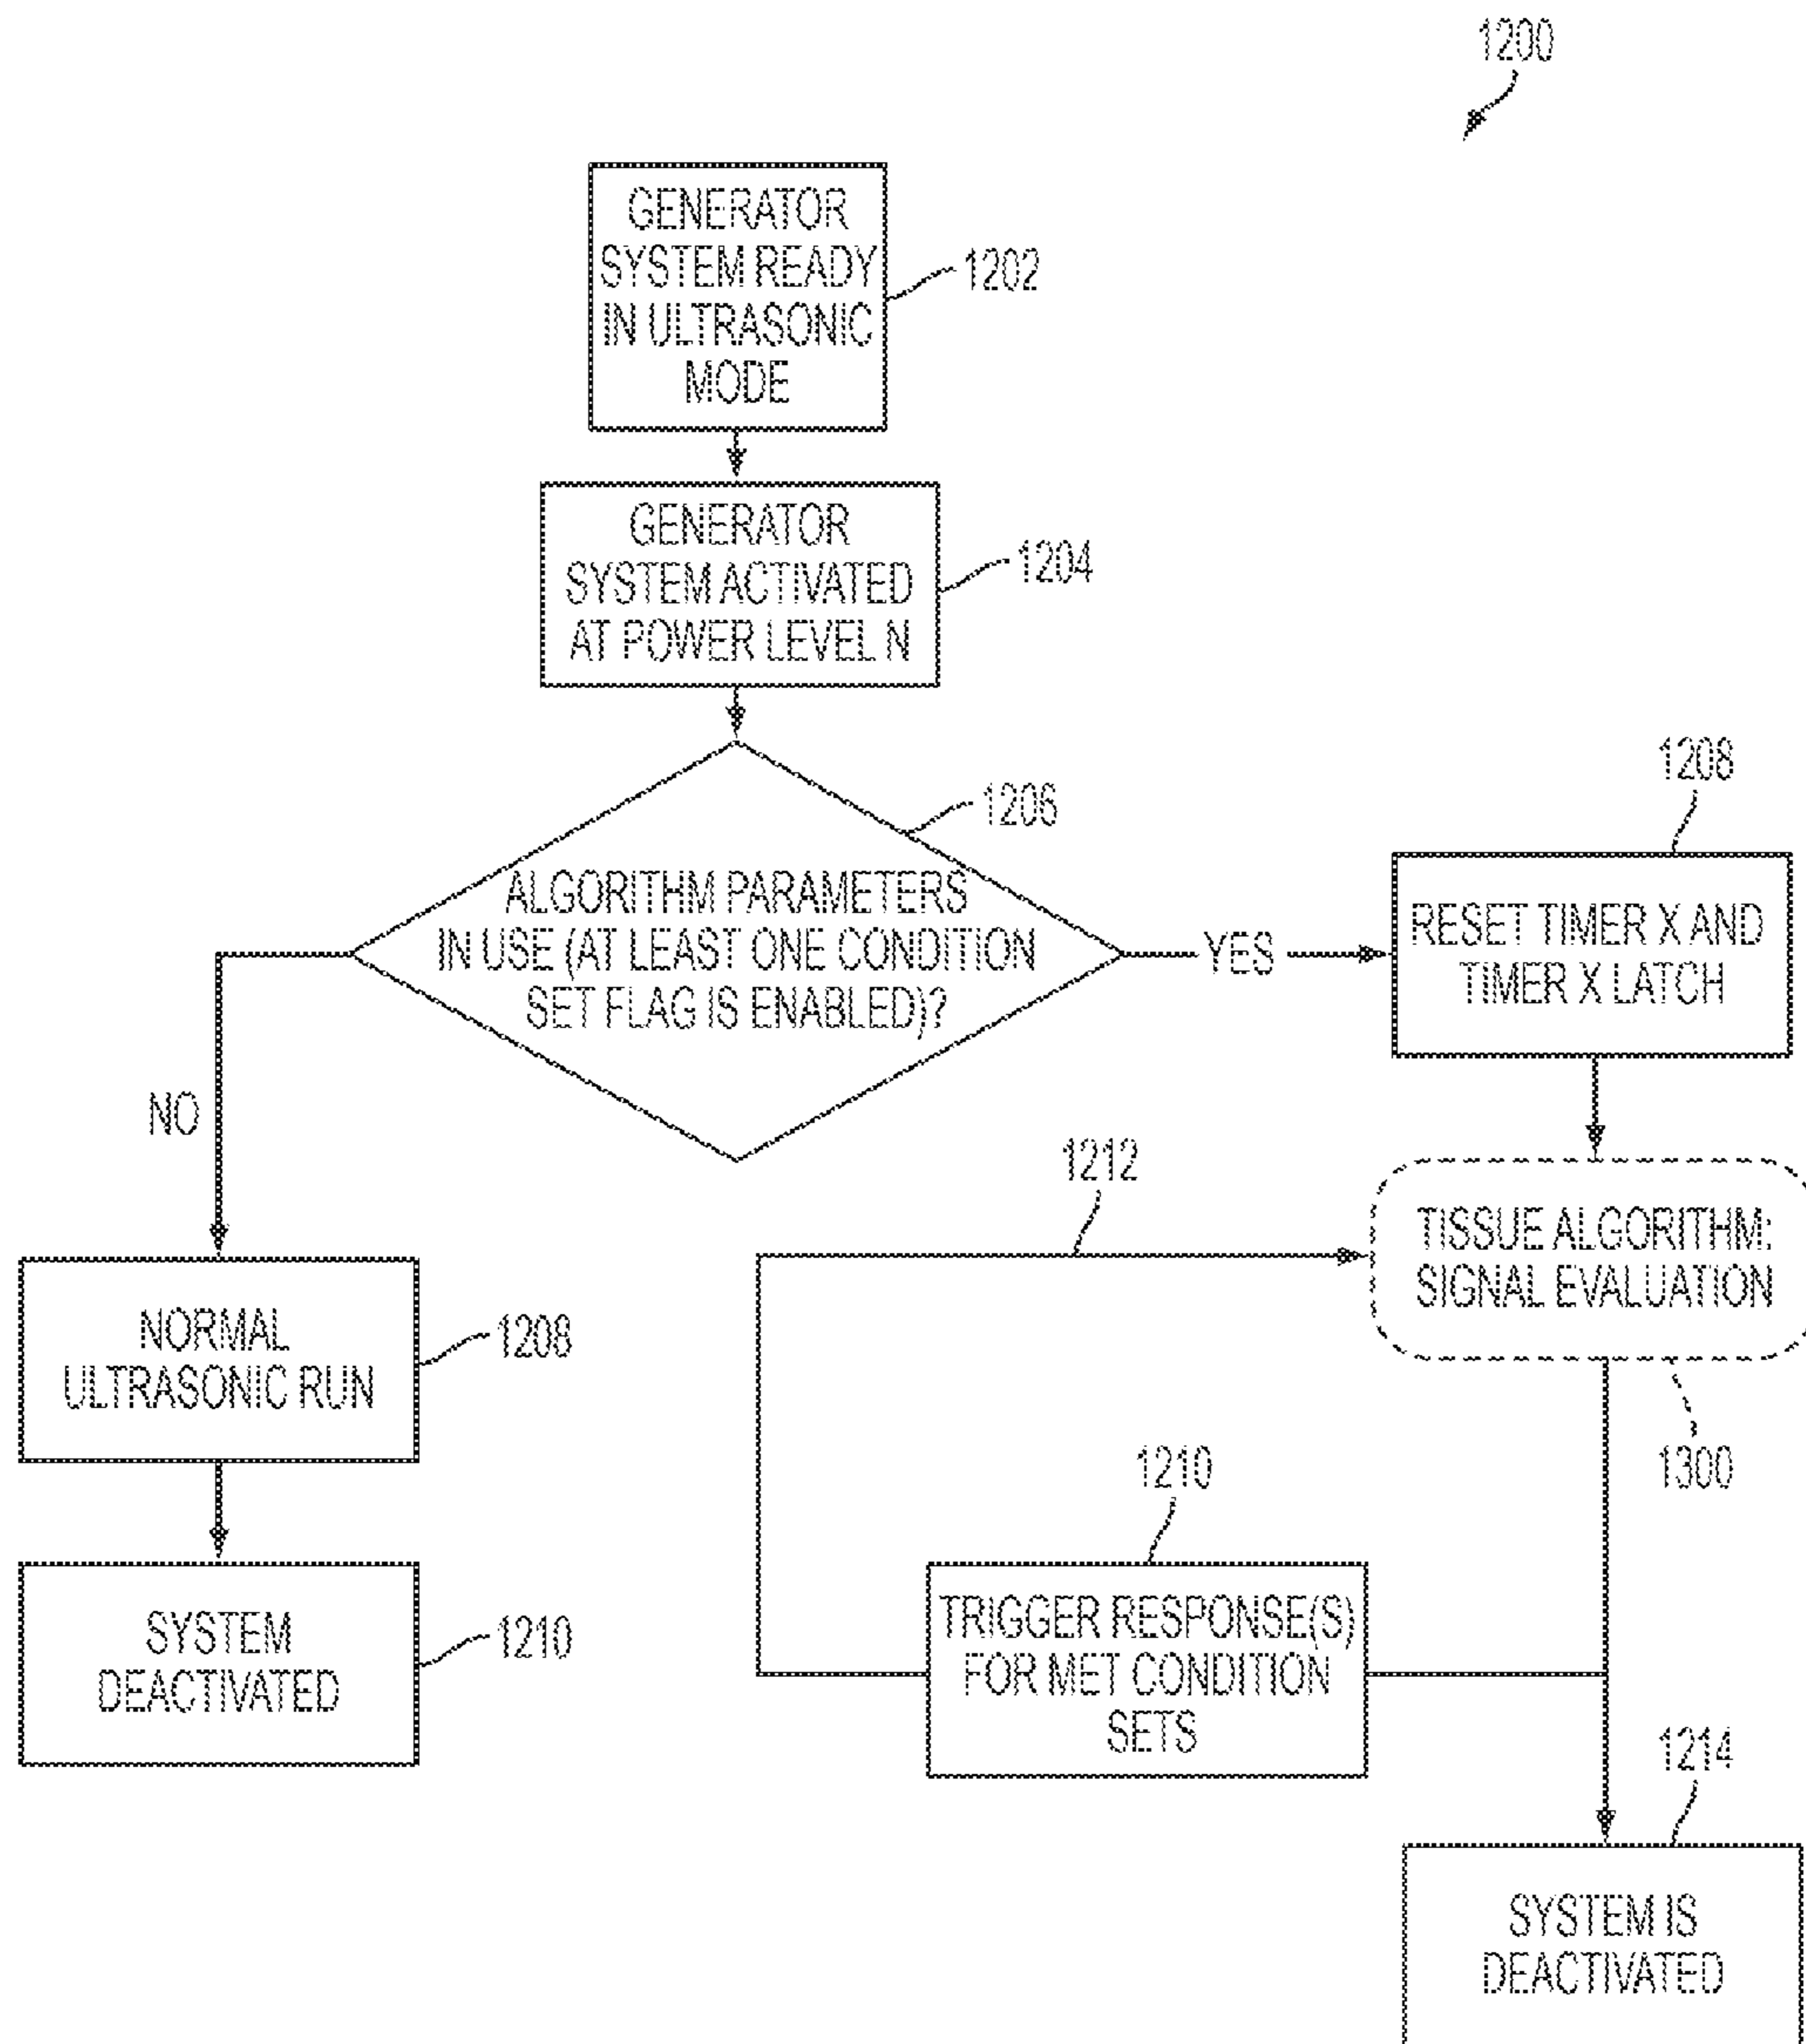 1200
GENERATOR
SYSTEM READY
IN ULTRASONIC
MODE
1202
GENERATOR
SYSTEM ACTIVATED
AT POWER LEVEL N
1204
1206
ALGORITHM PARAMETERS
IN USE (AT LEAST ONE CONDITION
SET FLAG IS ENABLED)?
YES
1208
RESET TIMER X AND
TIMER X LATCH
NO
1212
TISSUE ALGORITHM:
SIGNAL EVALUATION
1300
NORMAL
ULTRASONIC RUN
1208
SYSTEM
DEACTIVATED
1210
1210
TRIGGER RESPONSE(S)
FOR MET CONDITION
SETS
1214
SYSTEM IS
DEACTIVATED